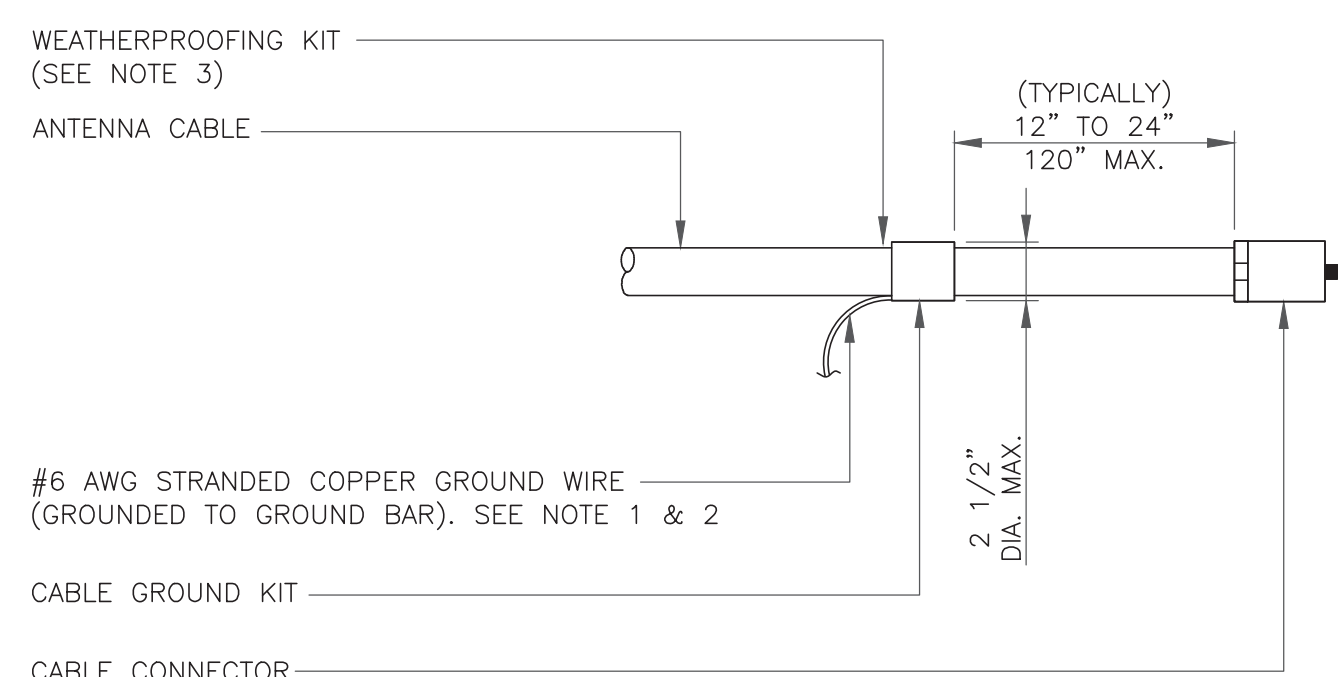 WEATHERPROOFING KIT
(SEE NOTE 3)
ANTENNA CABLE
(TYPICALLY)
12” TO 24”
120” MAX.
2 1/2”
DIA. MAX.
#6 AWG STRANDED COPPER GROUND WIRE
(GROUNDED TO GROUND BAR). SEE NOTE 1 & 2
CABLE GROUND KIT
CABLE CONNECTOR